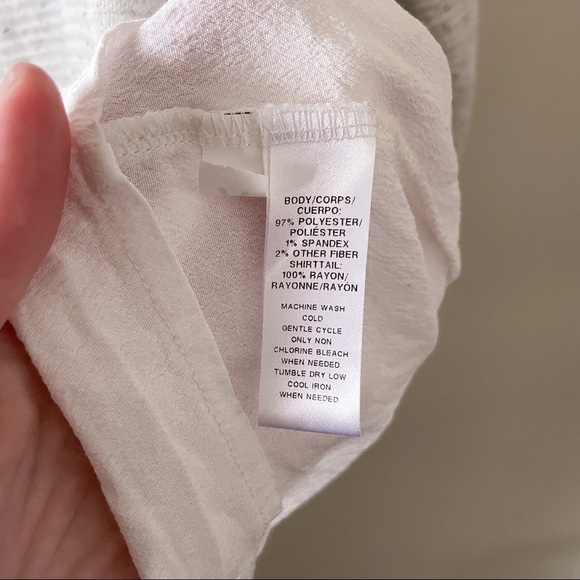 BODY/CORPS/
CUERPO:
97% POLYESTER/
POLIÉSTER
1% SPANDEX
2% OTHER FIBER
SHIRTTAIL:
100% RAYON/
RAYONNE/RAYÓN
MACHINE WASH
COLD
GENTLE CYCLE
ONLY NON
CHLORINE BLEACH
WHEN NEEDED
TUMBLE DRY LOW
COOL IRON
WHEN NEEDED